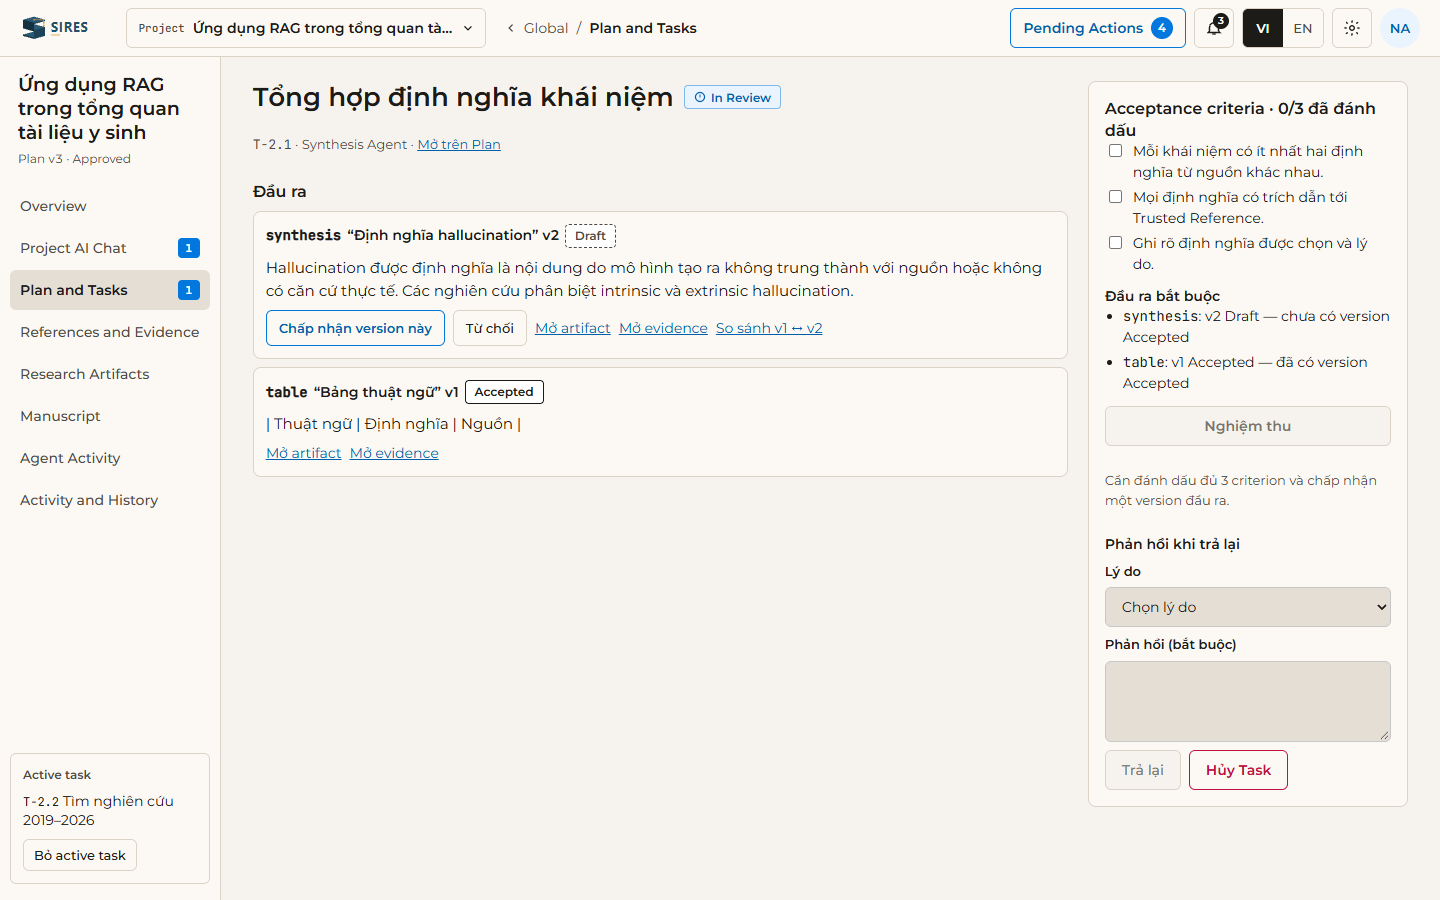 SIRES
Project Ứng dụng RAG trong tổng quan tà...
Global / Plan and Tasks
Pending Actions 4
3
VI EN
NA
Ứng dụng RAG
trong tổng quan
tài liệu y sinh
Plan v3 · Approved
Overview
Project AI Chat 1
Plan and Tasks 1
References and Evidence
Research Artifacts
Manuscript
Agent Activity
Activity and History
Active task
T-2.2 Tìm nghiên cứu
2019–2026
Bỏ active task
Tổng hợp định nghĩa khái niệm In Review
T-2.1 · Synthesis Agent · Mở trên Plan
Đầu ra
synthesis “Định nghĩa hallucination” v2 Draft
Hallucination được định nghĩa là nội dung do mô hình tạo ra không trung thành với nguồn hoặc không
có căn cứ thực tế. Các nghiên cứu phân biệt intrinsic và extrinsic hallucination.
Chấp nhận version này Từ chối Mở artifact Mở evidence So sánh v1 ↔ v2
table “Bảng thuật ngữ” v1 Accepted
| Thuật ngữ | Định nghĩa | Nguồn |
Mở artifact Mở evidence
Acceptance criteria · 0/3 đã đánh
dấu
Mỗi khái niệm có ít nhất hai định
nghĩa từ nguồn khác nhau.
Mọi định nghĩa có trích dẫn tới
Trusted Reference.
Ghi rõ định nghĩa được chọn và lý
do.
Đầu ra bắt buộc
synthesis: v2 Draft — chưa có version
Accepted
table: v1 Accepted — đã có version
Accepted
Nghiệm thu
Cần đánh dấu đủ 3 criterion và chấp nhận
một version đầu ra.
Phản hồi khi trả lại
Lý do
Chọn lý do
Phản hồi (bắt buộc)
Trả lại Hủy Task